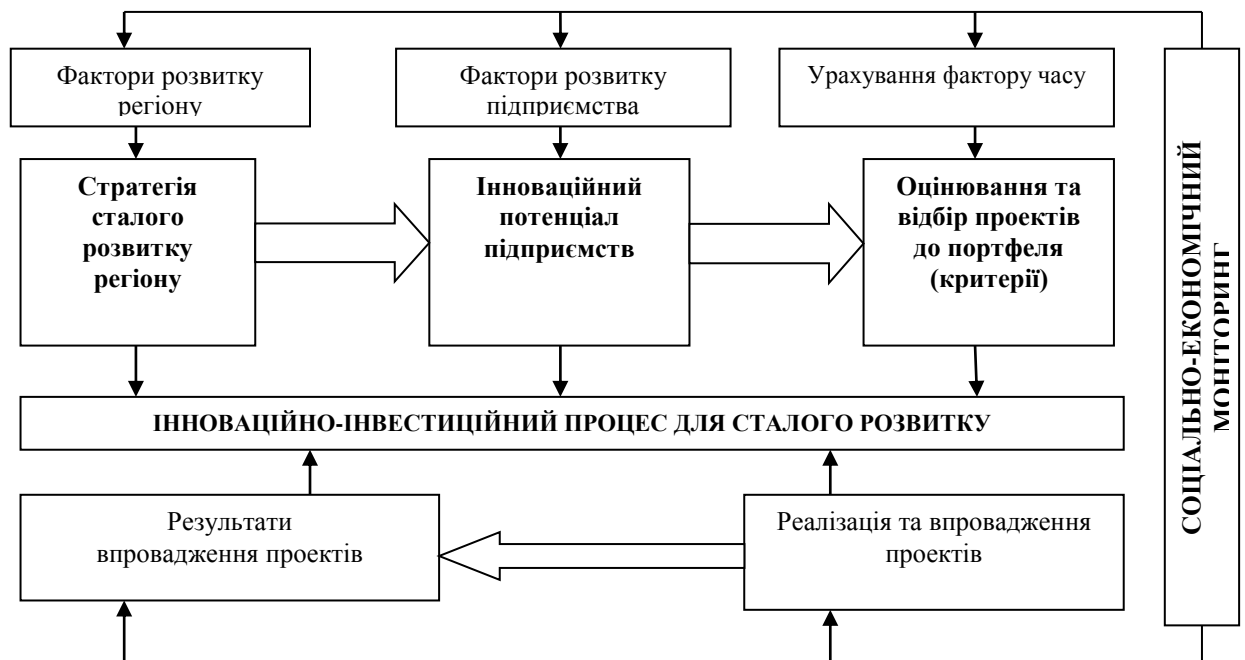 Фактори розвитку
регіону
Фактори розвитку
підприємства
Урахування фактору часу
Стратегія
сталого
розвитку
регіону
Інноваційний
потенціал
підприємств
Оцінювання та
відбір проектів
до портфеля
(критерії)
СОЦІАЛЬНО-ЕКОНОМІЧНИЙ
МОНІТОРИНГ
ІННОВАЦІЙНО-ІНВЕСТИЦІЙНИЙ ПРОЦЕС ДЛЯ СТАЛОГО РОЗВИТКУ
Результати
впровадження проектів
Реалізація та впровадження
проектів